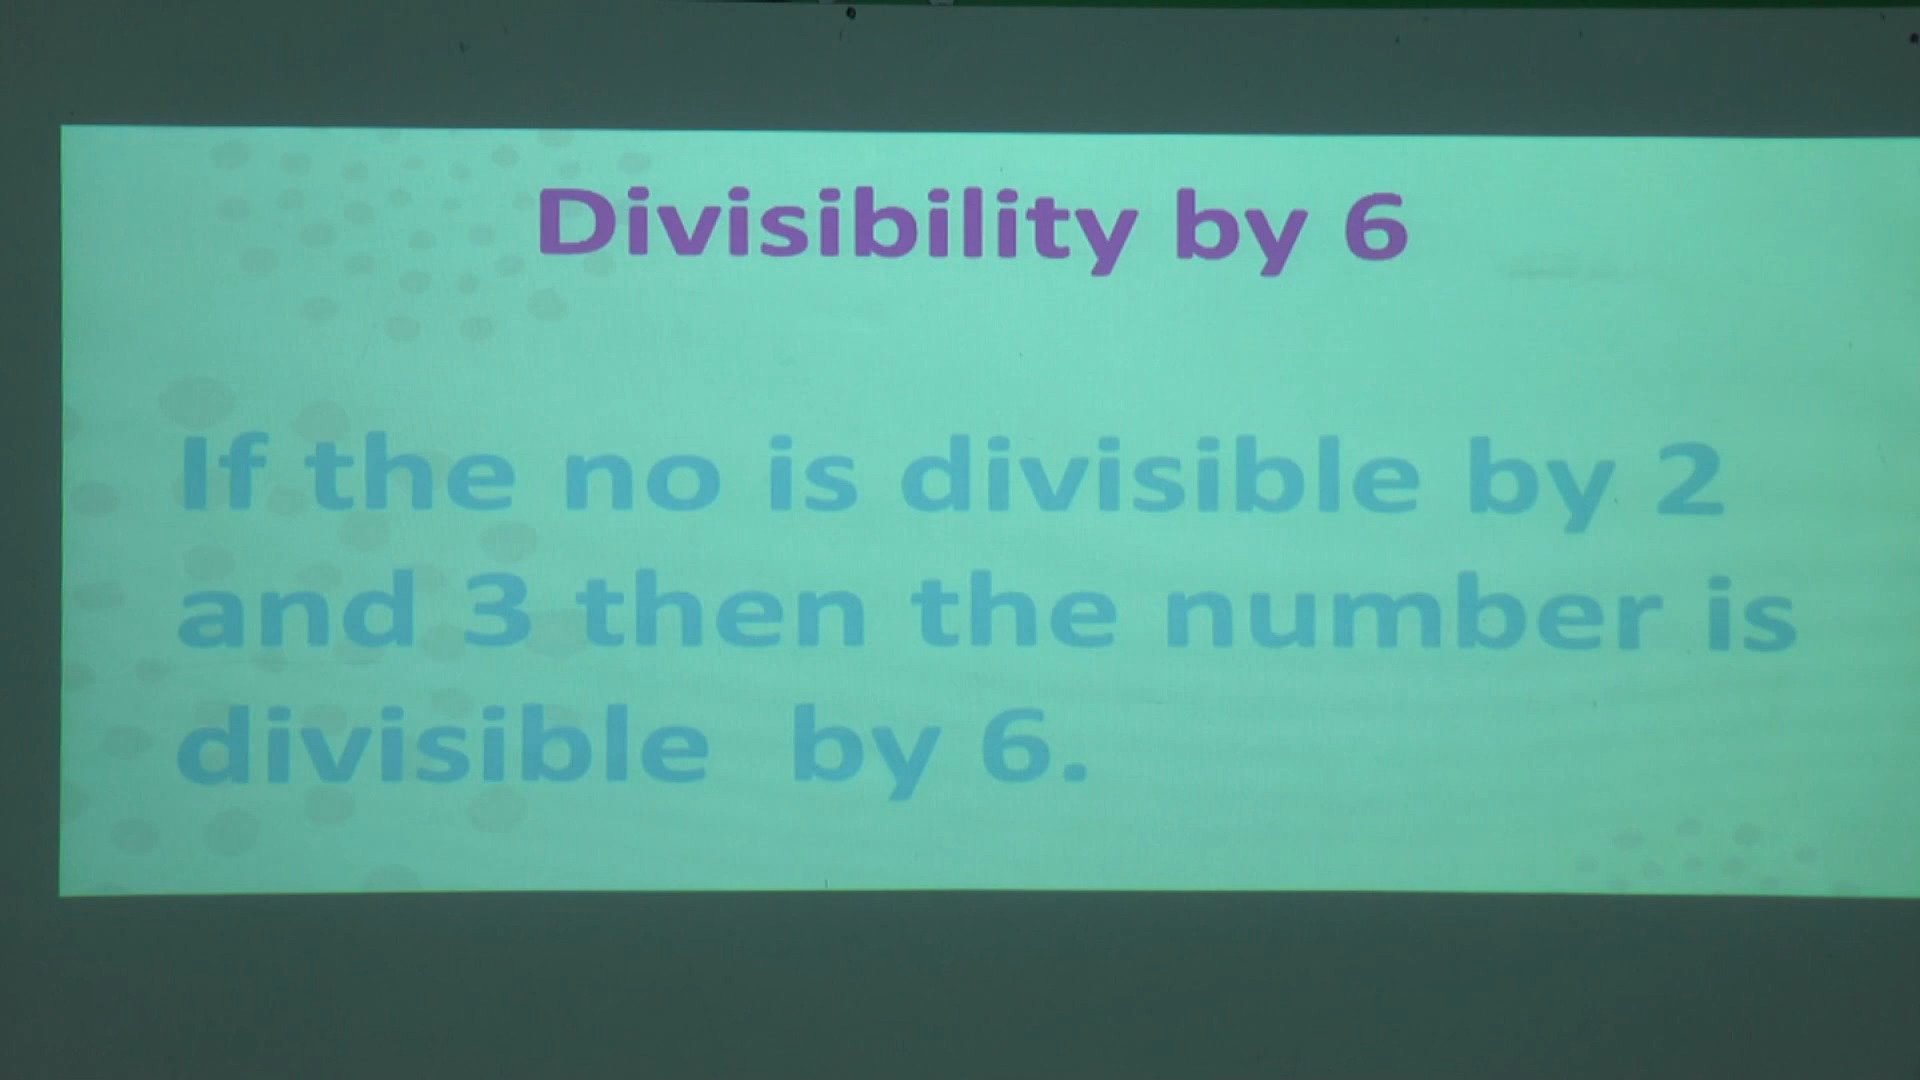 Divisibility by 6
If the no is divisible by 2
and 3 then the number is
divisible by 6.